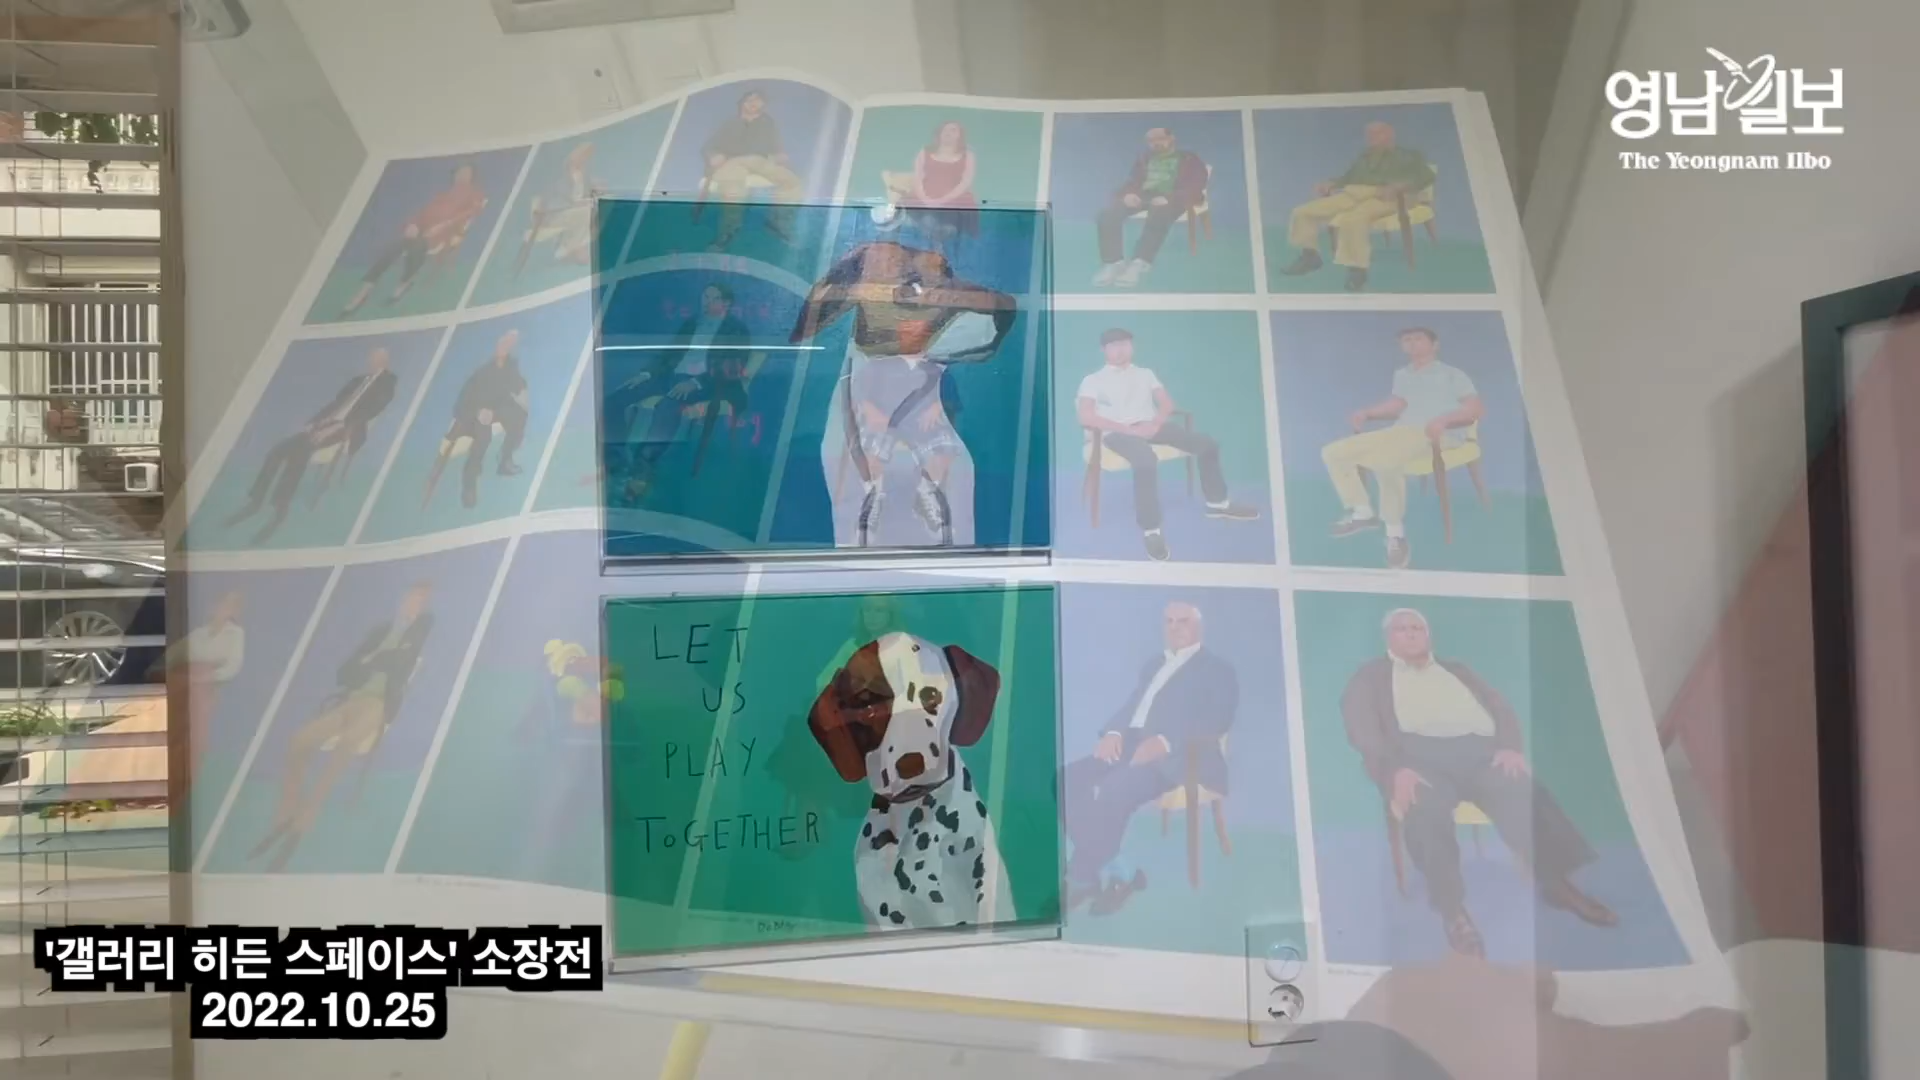 영남일보
The Yeongnam Ilbo
with
LET
US
PLAY
ToGETHER
'갤러리 히든 스페이스' 소장전
2022.10.25